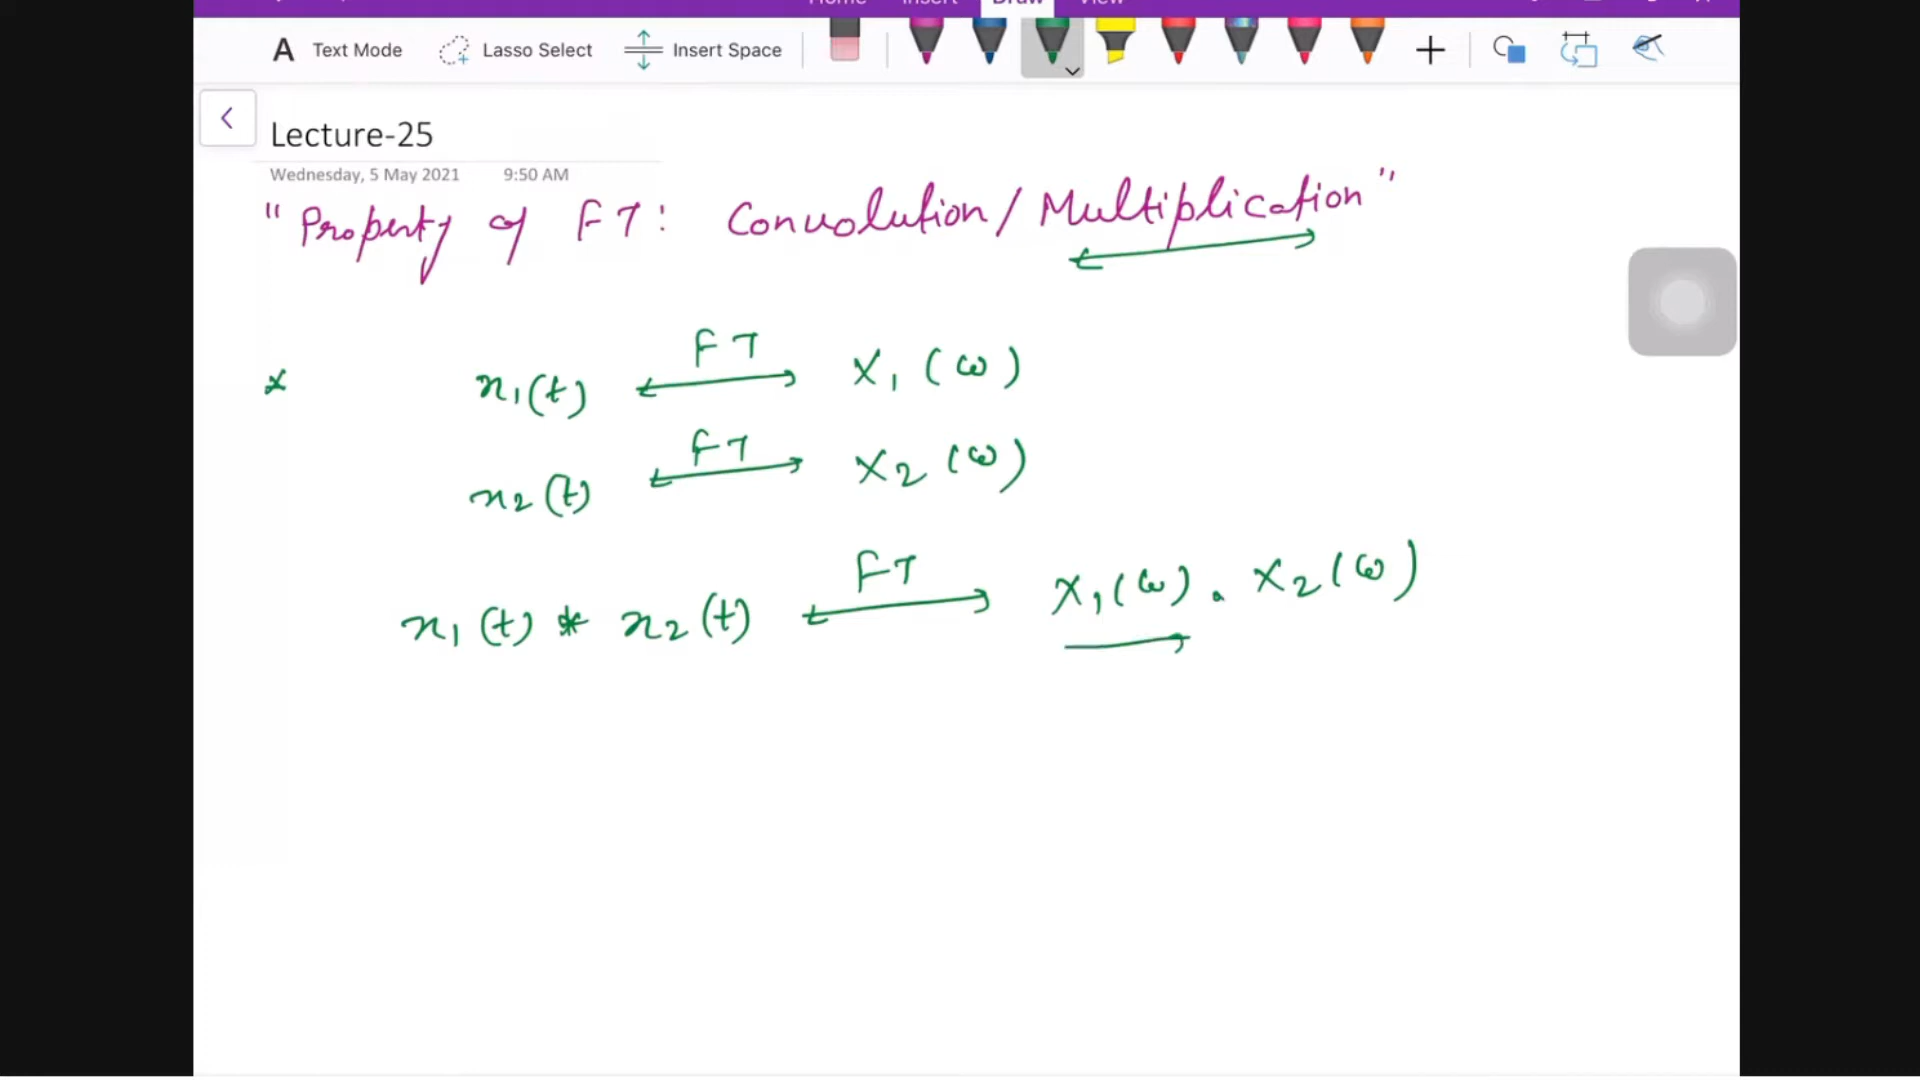 Draw
A Text Mode Lasso Select Insert Space
Lecture-25
Wednesday, 5 May 2021 9:50 AM
"Property of FT: Convolution/Multiplication"
* x₁(t) ⟷ FT X₁(ω)
x₂(t) ⟷ FT X₂(ω)
x₁(t) * x₂(t) ⟷ FT X₁(ω) . X₂(ω)